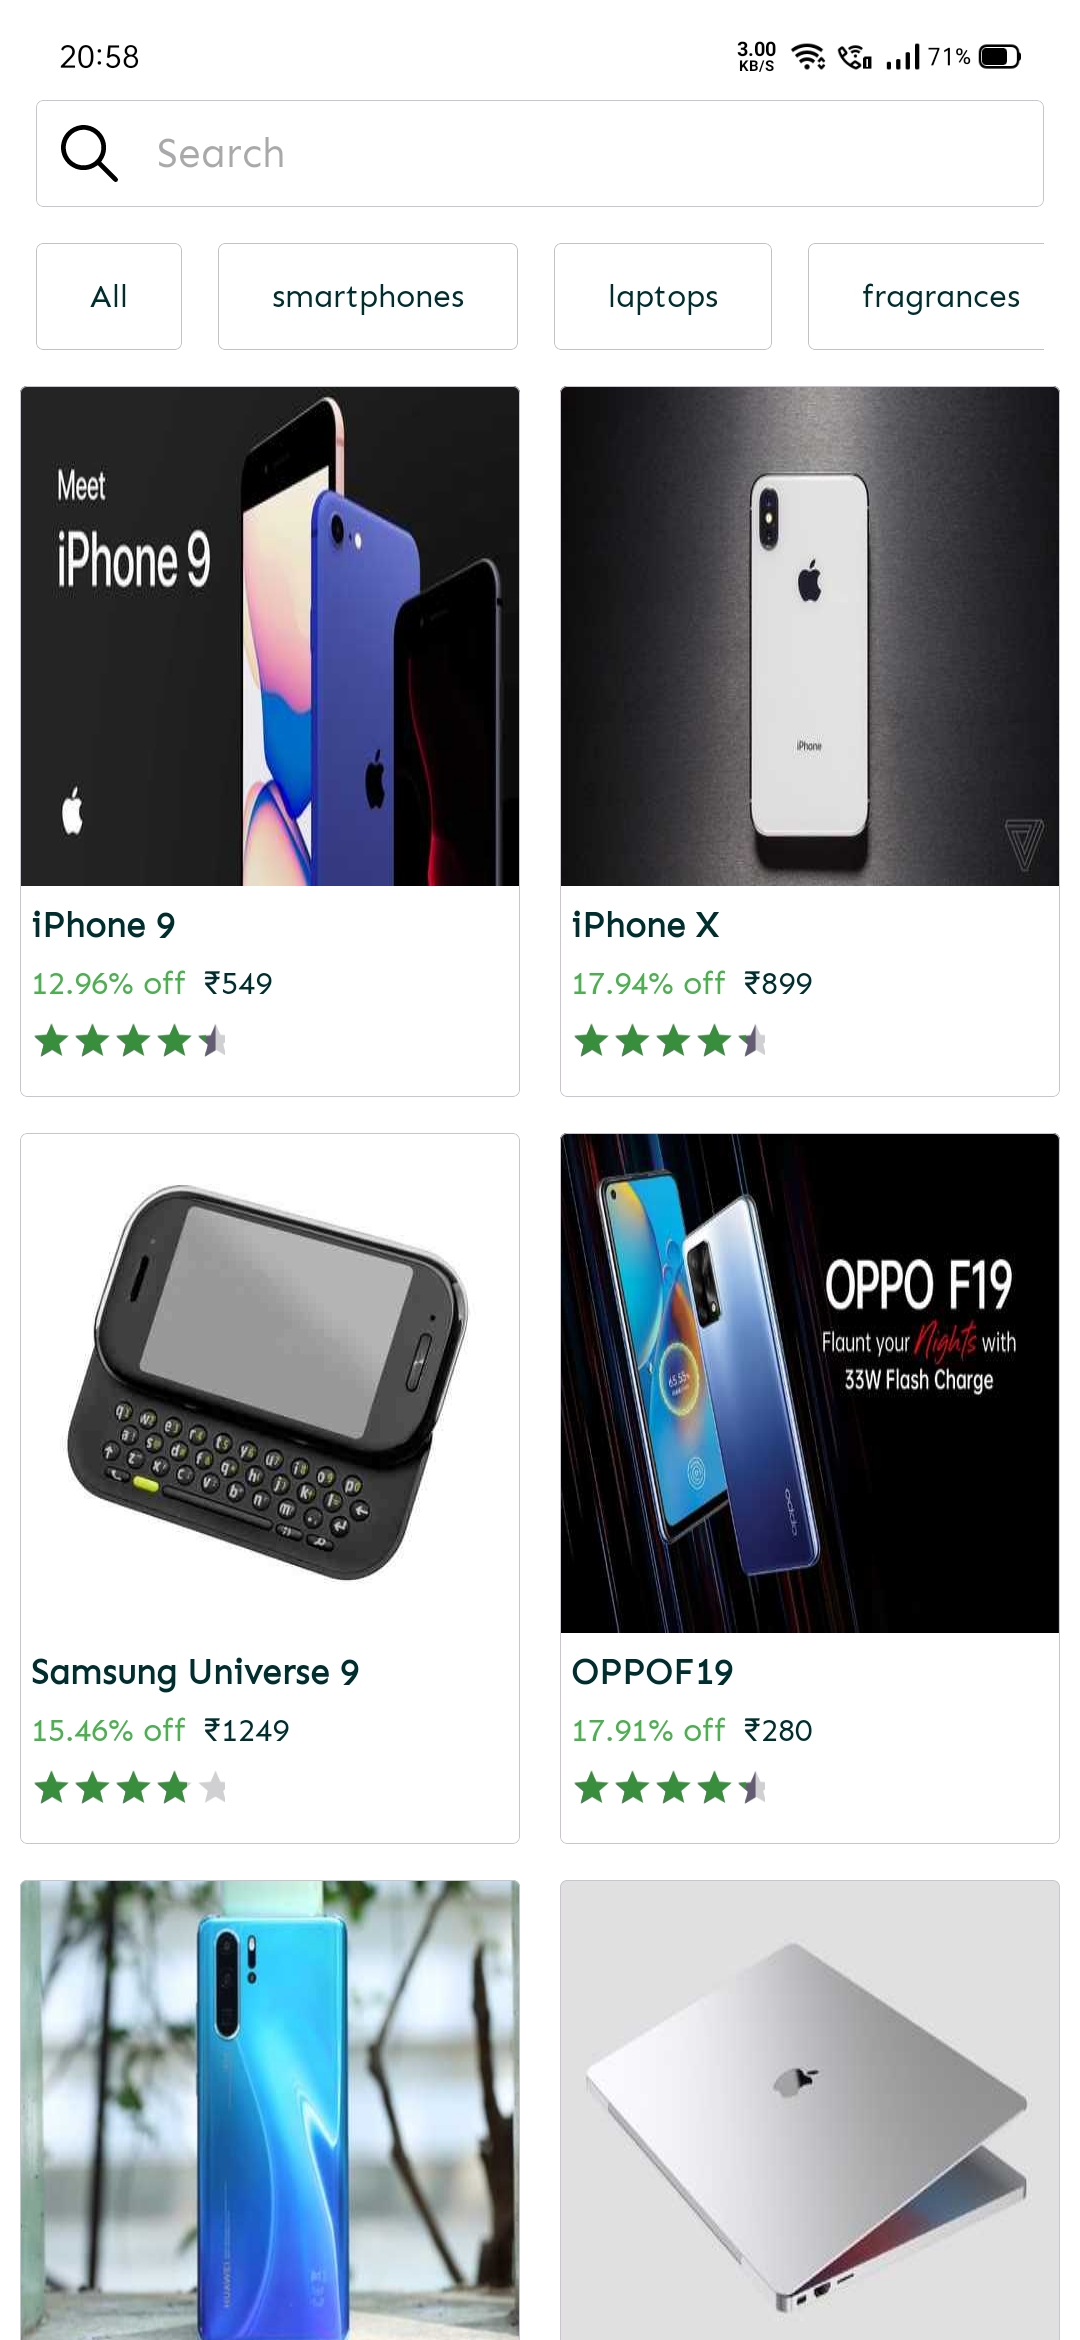 20:58
3.00
KB/S
71%
Search
All
smartphones
laptops
fragrances
Meet
iPhone 9
iPhone
iPhone 9
12.96% off ₹549
iPhone X
17.94% off ₹899
OPPO F19
Flaunt your Nights with
33W Flash Charge
oppo
Samsung Universe 9
15.46% off ₹1249
OPPOF19
17.91% off ₹280
HUAWEI